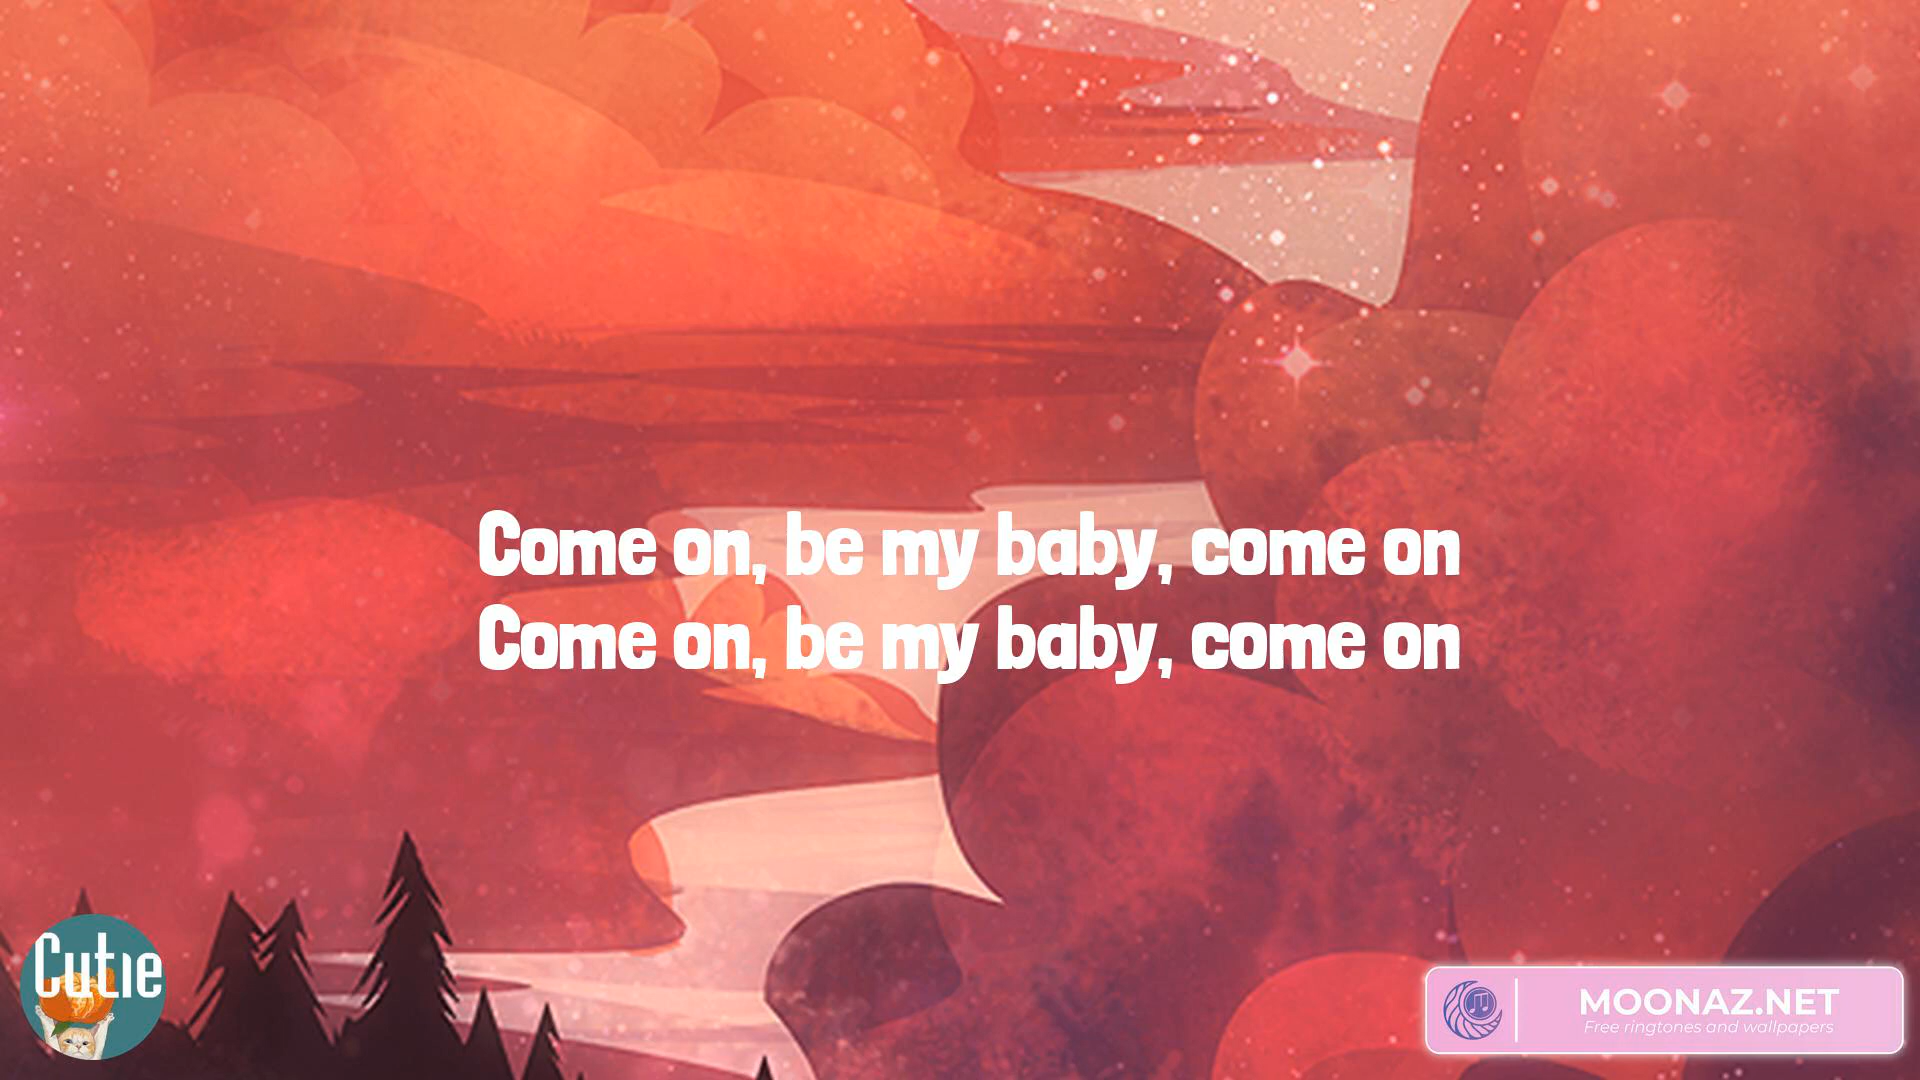 Come on, be my baby, come on
Come on, be my baby, come on
Cutie
MOONAZ.NET
Free ringtones and wallpapers